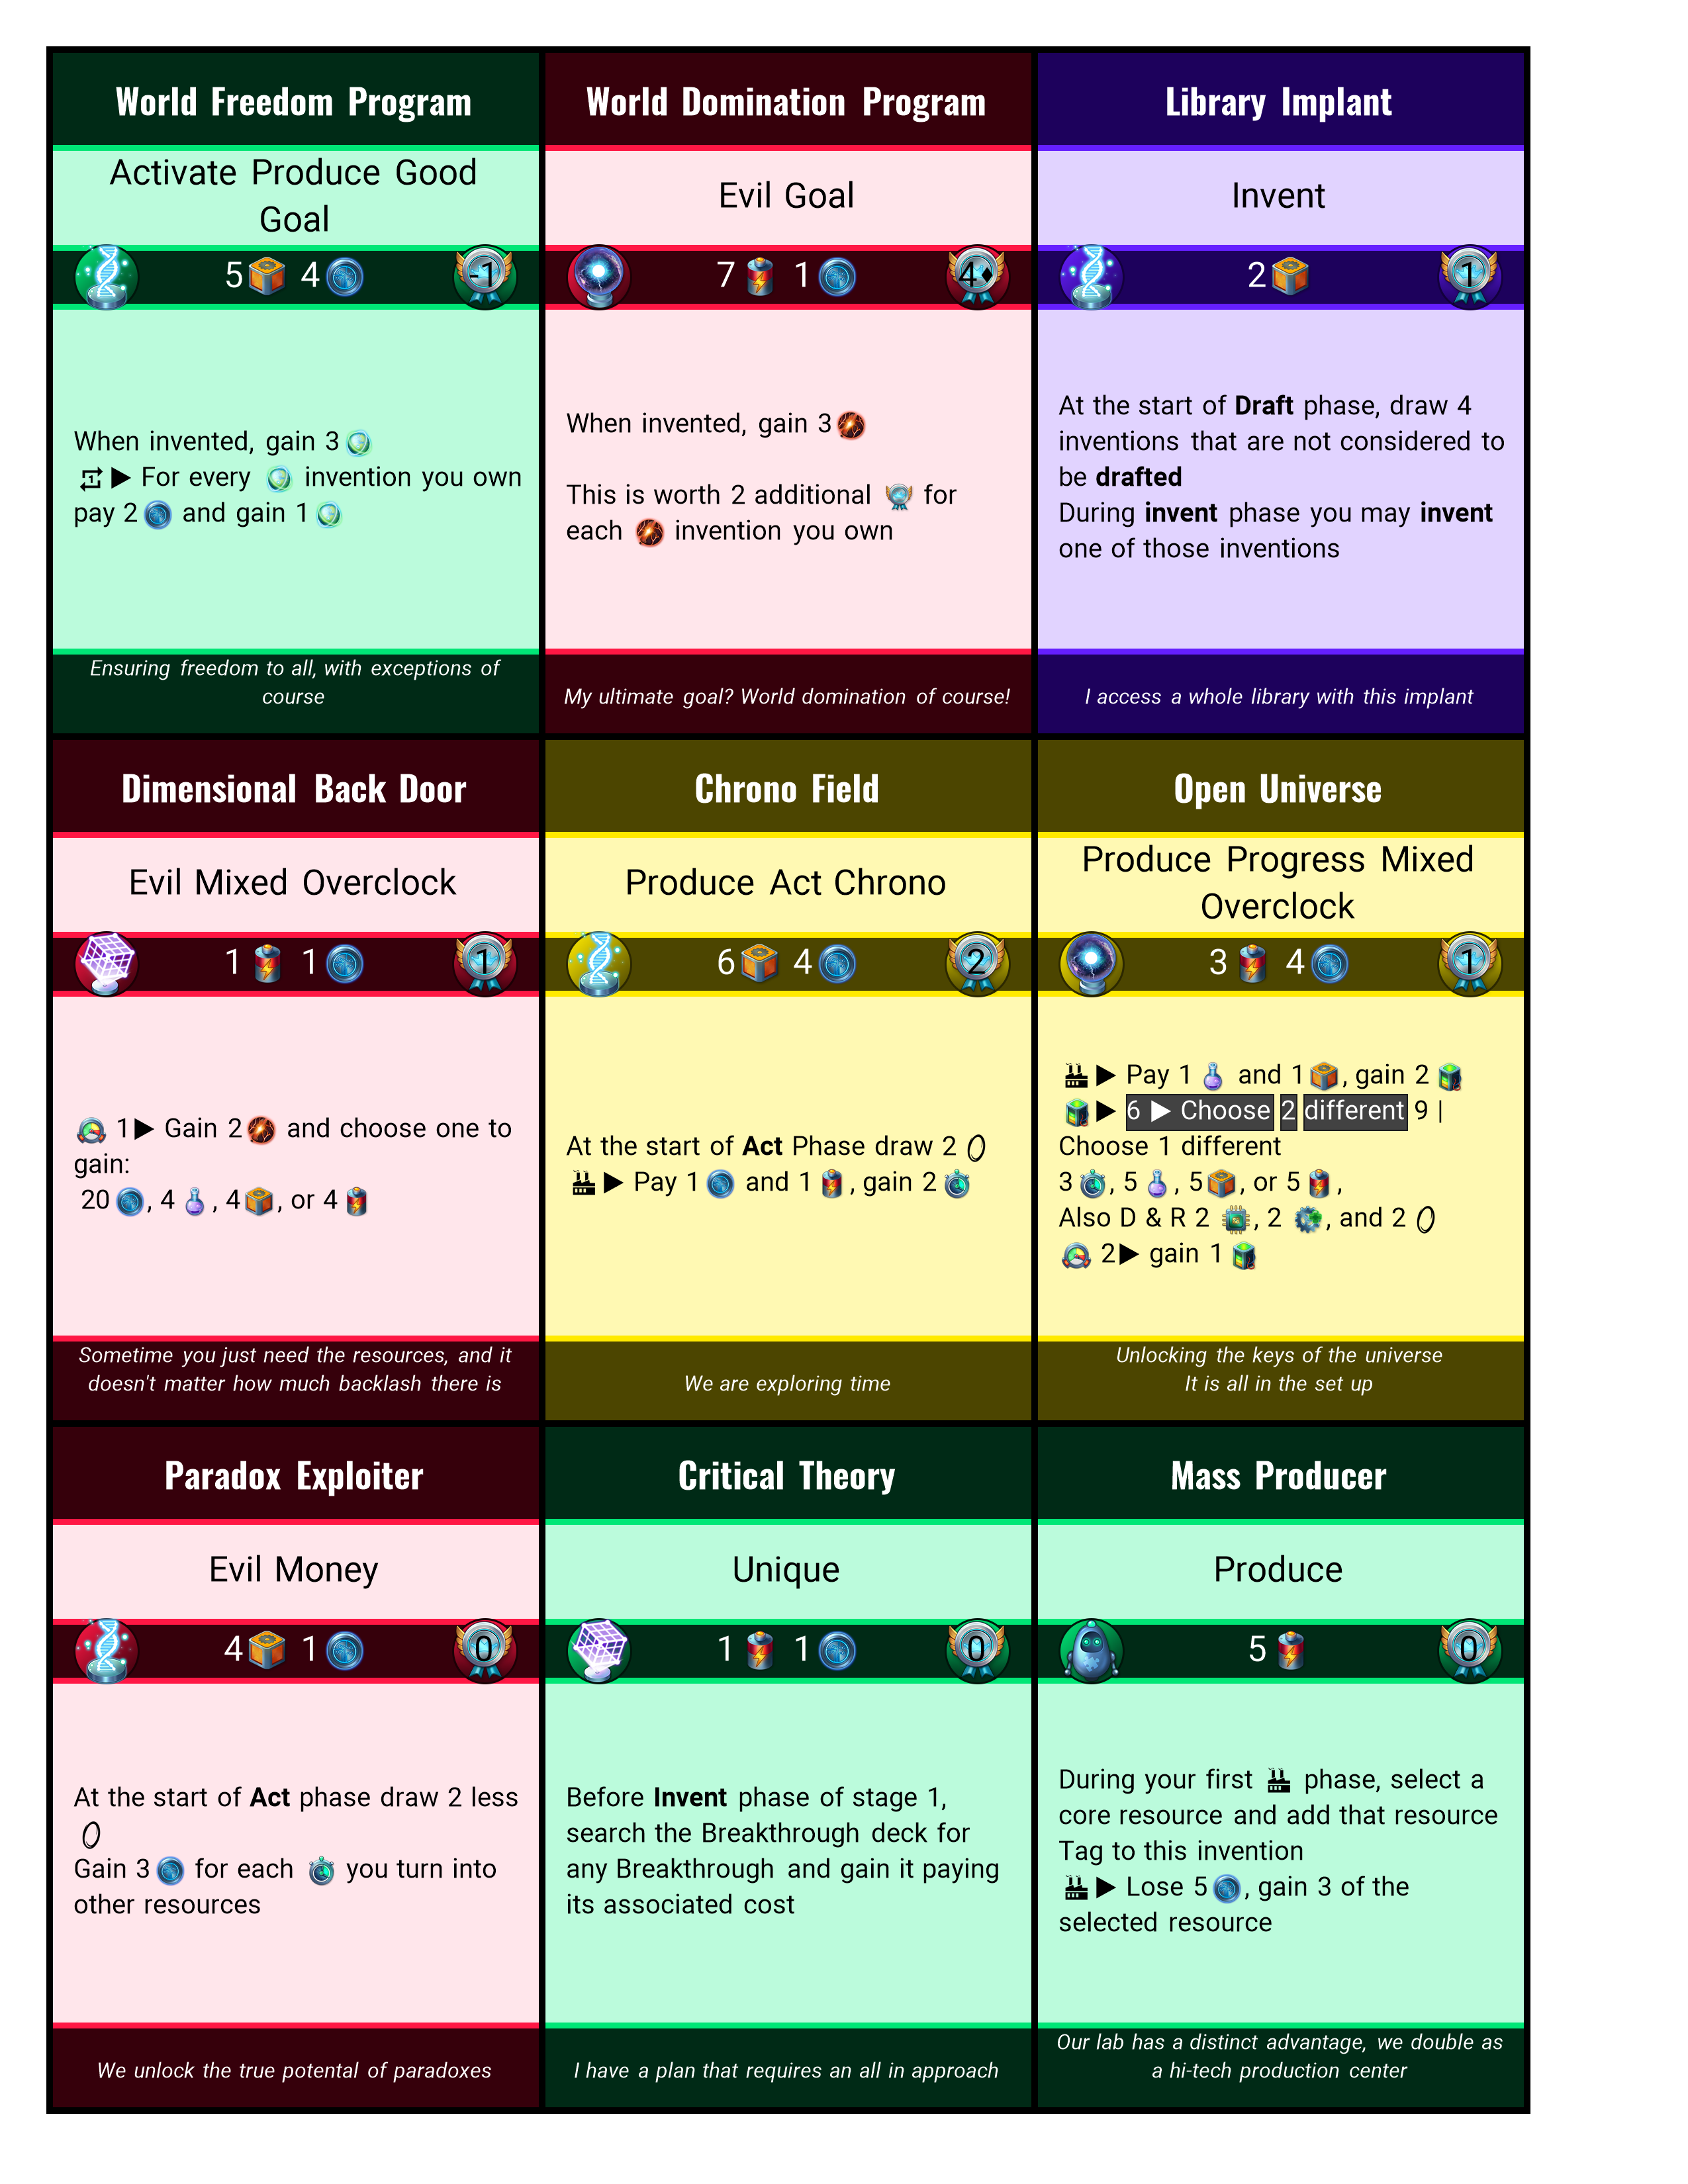 World Freedom Program
Activate Produce Good
Goal
5 4 -1
When invented, gain 3
▶ For every invention you own
pay 2 and gain 1
Ensuring freedom to all, with exceptions of
course
World Domination Program
Evil Goal
7 1 4♦
When invented, gain 3
This is worth 2 additional for
each invention you own
My ultimate goal? World domination of course!
Library Implant
Invent
2 1
At the start of Draft phase, draw 4
inventions that are not considered to
be drafted
During invent phase you may invent
one of those inventions
I access a whole library with this implant
Dimensional Back Door
Evil Mixed Overclock
1 1 1
1▶ Gain 2 and choose one to
gain:
20 , 4 , 4 , or 4
Sometime you just need the resources, and it
doesn't matter how much backlash there is
Chrono Field
Produce Act Chrono
6 4 2
At the start of Act Phase draw 2
▶ Pay 1 and 1 , gain 2
We are exploring time
Open Universe
Produce Progress Mixed
Overclock
3 4 1
▶ Pay 1 and 1 , gain 2
▶ 6 ▶ Choose 2 different 9 |
Choose 1 different
3 , 5 , 5 , or 5 ,
Also D & R 2 , 2 , and 2
2▶ gain 1
Unlocking the keys of the universe
It is all in the set up
Paradox Exploiter
Evil Money
4 1 0
At the start of Act phase draw 2 less
Gain 3 for each you turn into
other resources
We unlock the true potental of paradoxes
Critical Theory
Unique
1 1 0
Before Invent phase of stage 1,
search the Breakthrough deck for
any Breakthrough and gain it paying
its associated cost
I have a plan that requires an all in approach
Mass Producer
Produce
5 0
During your first phase, select a
core resource and add that resource
Tag to this invention
▶ Lose 5 , gain 3 of the
selected resource
Our lab has a distinct advantage, we double as
a hi-tech production center